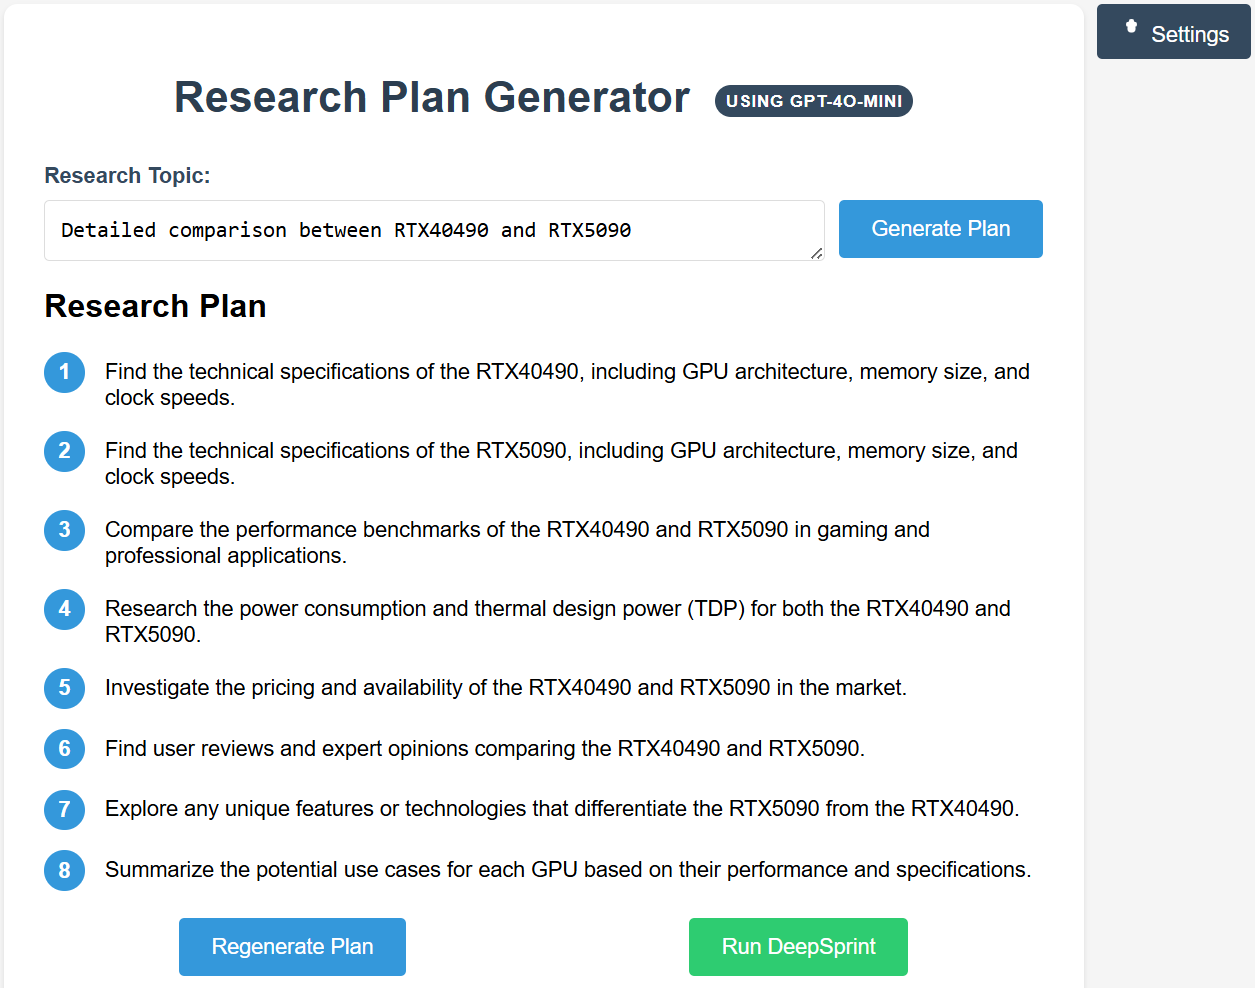 Settings
Research Plan Generator USING GPT-4O-MINI
Research Topic:
Detailed comparison between RTX40490 and RTX5090
Generate Plan
Research Plan
1 Find the technical specifications of the RTX40490, including GPU architecture, memory size, and
clock speeds.
2 Find the technical specifications of the RTX5090, including GPU architecture, memory size, and
clock speeds.
3 Compare the performance benchmarks of the RTX40490 and RTX5090 in gaming and
professional applications.
4 Research the power consumption and thermal design power (TDP) for both the RTX40490 and
RTX5090.
5 Investigate the pricing and availability of the RTX40490 and RTX5090 in the market.
6 Find user reviews and expert opinions comparing the RTX40490 and RTX5090.
7 Explore any unique features or technologies that differentiate the RTX5090 from the RTX40490.
8 Summarize the potential use cases for each GPU based on their performance and specifications.
Regenerate Plan
Run DeepSprint